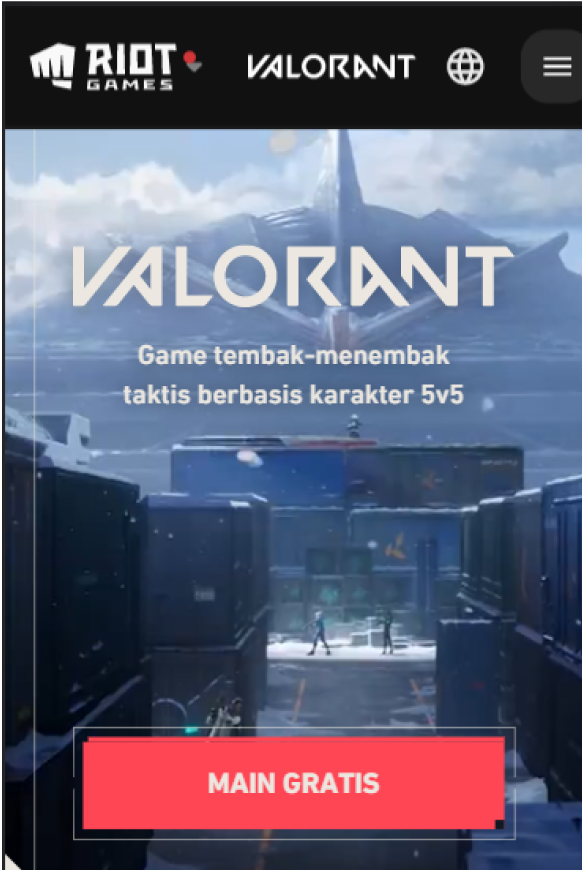 RIOT
GAMES
VALORANT
VALORANT
Game tembak-menembak
taktis berbasis karakter 5v5
MAIN GRATIS